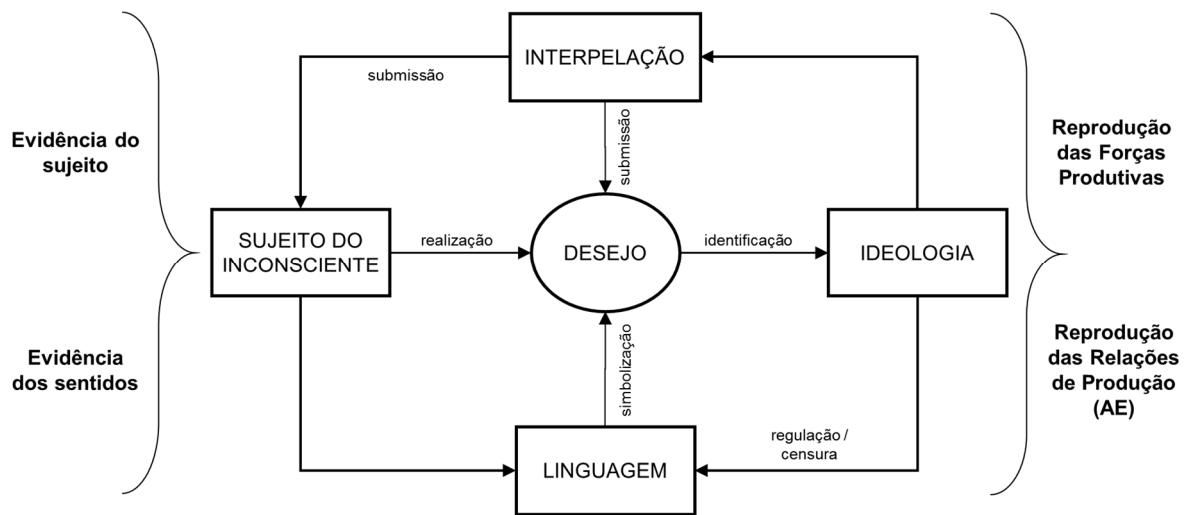 INTERPELAÇÃO
submissão
submissão
Evidência do
sujeito
Reprodução
das Forças
Produtivas
SUJEITO DO
INCONSCIENTE
realização
DESEJO
identificação
IDEOLOGIA
Evidência
dos sentidos
simbolização
Reprodução
das Relações
de Produção
(AE)
regulação /
censura
LINGUAGEM